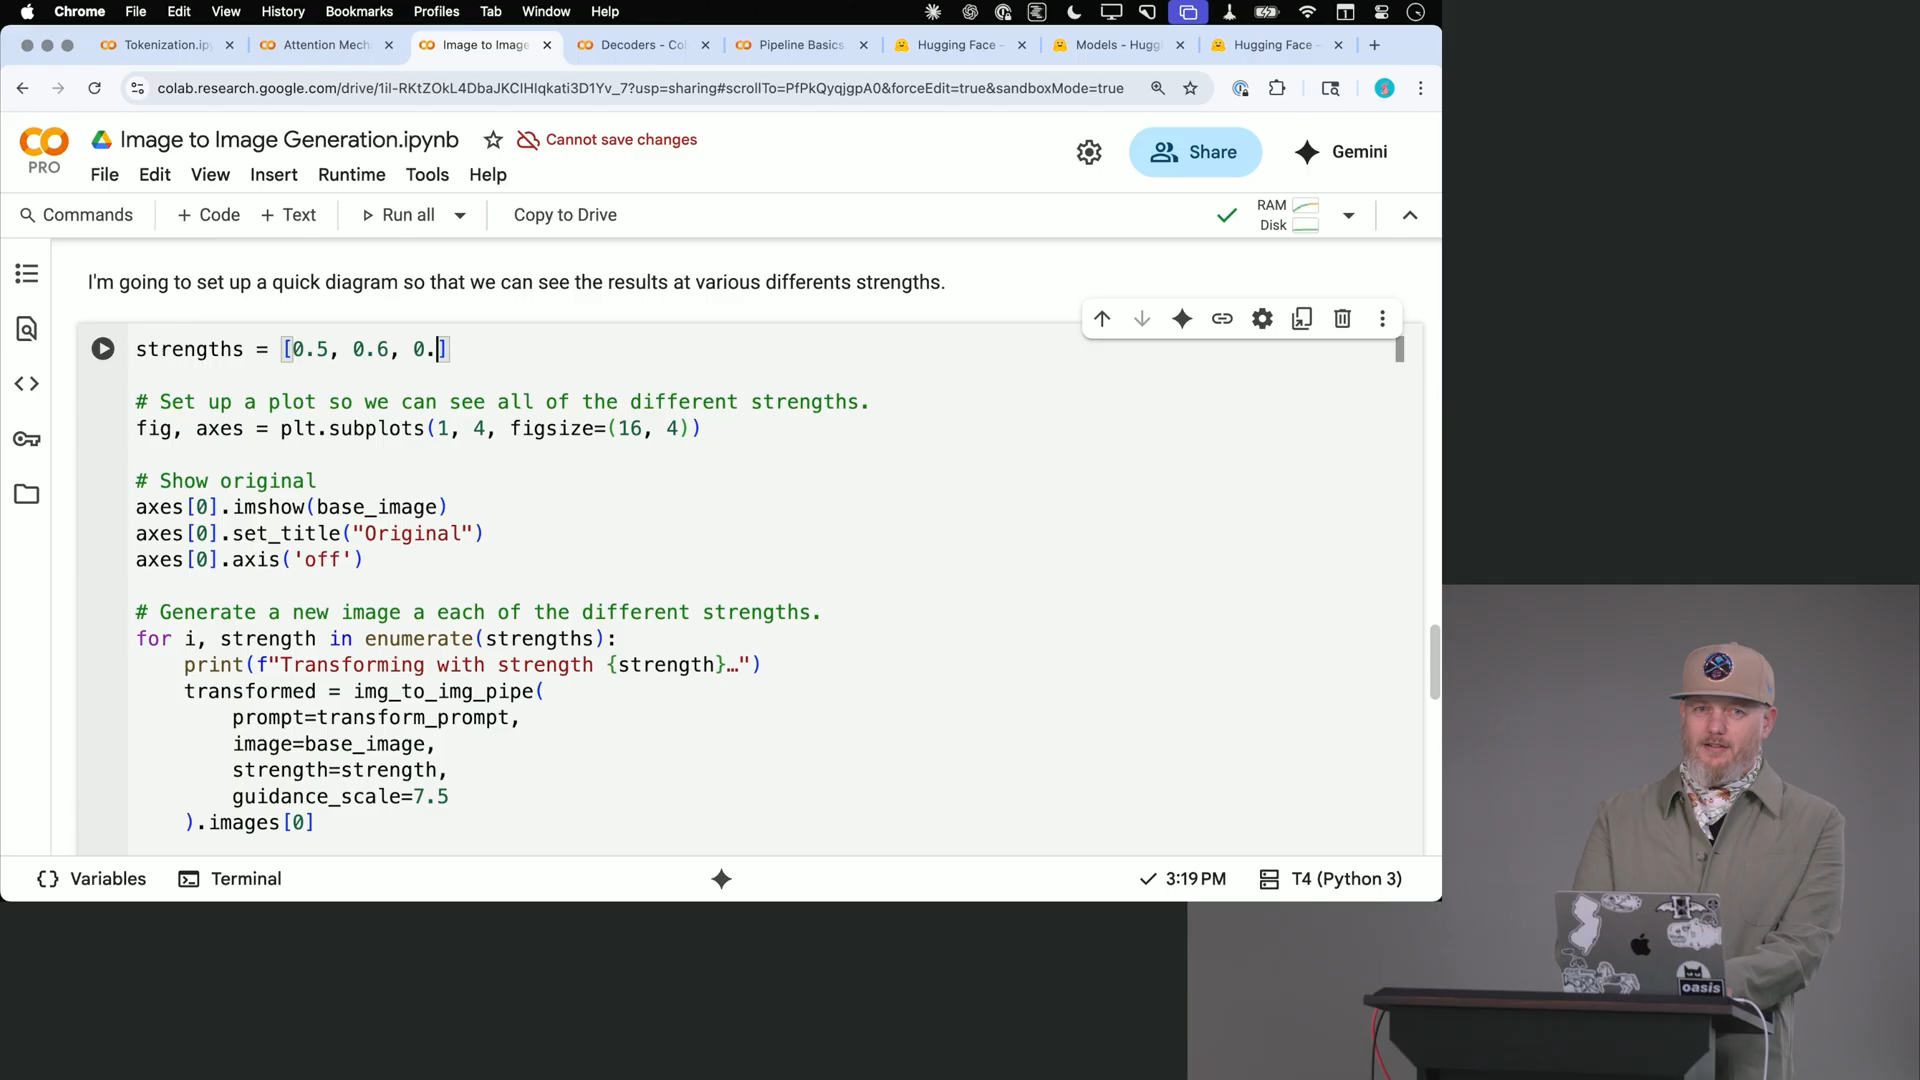 Chrome File Edit View History Bookmarks Profiles Tab Window Help
Tokenization.ipy Attention Mech Image to Image Decoders - Col Pipeline Basics. Hugging Face - Models - Huggi Hugging Face -
colab.research.google.com/drive/1il-RKtZOkL4DbaJKCIHIqkati3D1Yv_7?usp=sharing#scrollTo=PfPkQyqjgpA0&forceEdit=true&sandboxMode=true
Image to Image Generation.ipynb Cannot save changes
PRO
File Edit View Insert Runtime Tools Help
Share
Gemini
Commands + Code + Text Run all Copy to Drive
RAM
Disk
I'm going to set up a quick diagram so that we can see the results at various differents strengths.
strengths = [0.5, 0.6, 0.]
# Set up a plot so we can see all of the different strengths.
fig, axes = plt.subplots(1, 4, figsize=(16, 4))
# Show original
axes[0].imshow(base_image)
axes[0].set_title("Original")
axes[0].axis('off')
# Generate a new image a each of the different strengths.
for i, strength in enumerate(strengths):
print(f"Transforming with strength {strength}…")
transformed = img_to_img_pipe(
prompt=transform_prompt,
image=base_image,
strength=strength,
guidance_scale=7.5
).images[0]
Variables Terminal
3:19 PM T4 (Python 3)
oasis